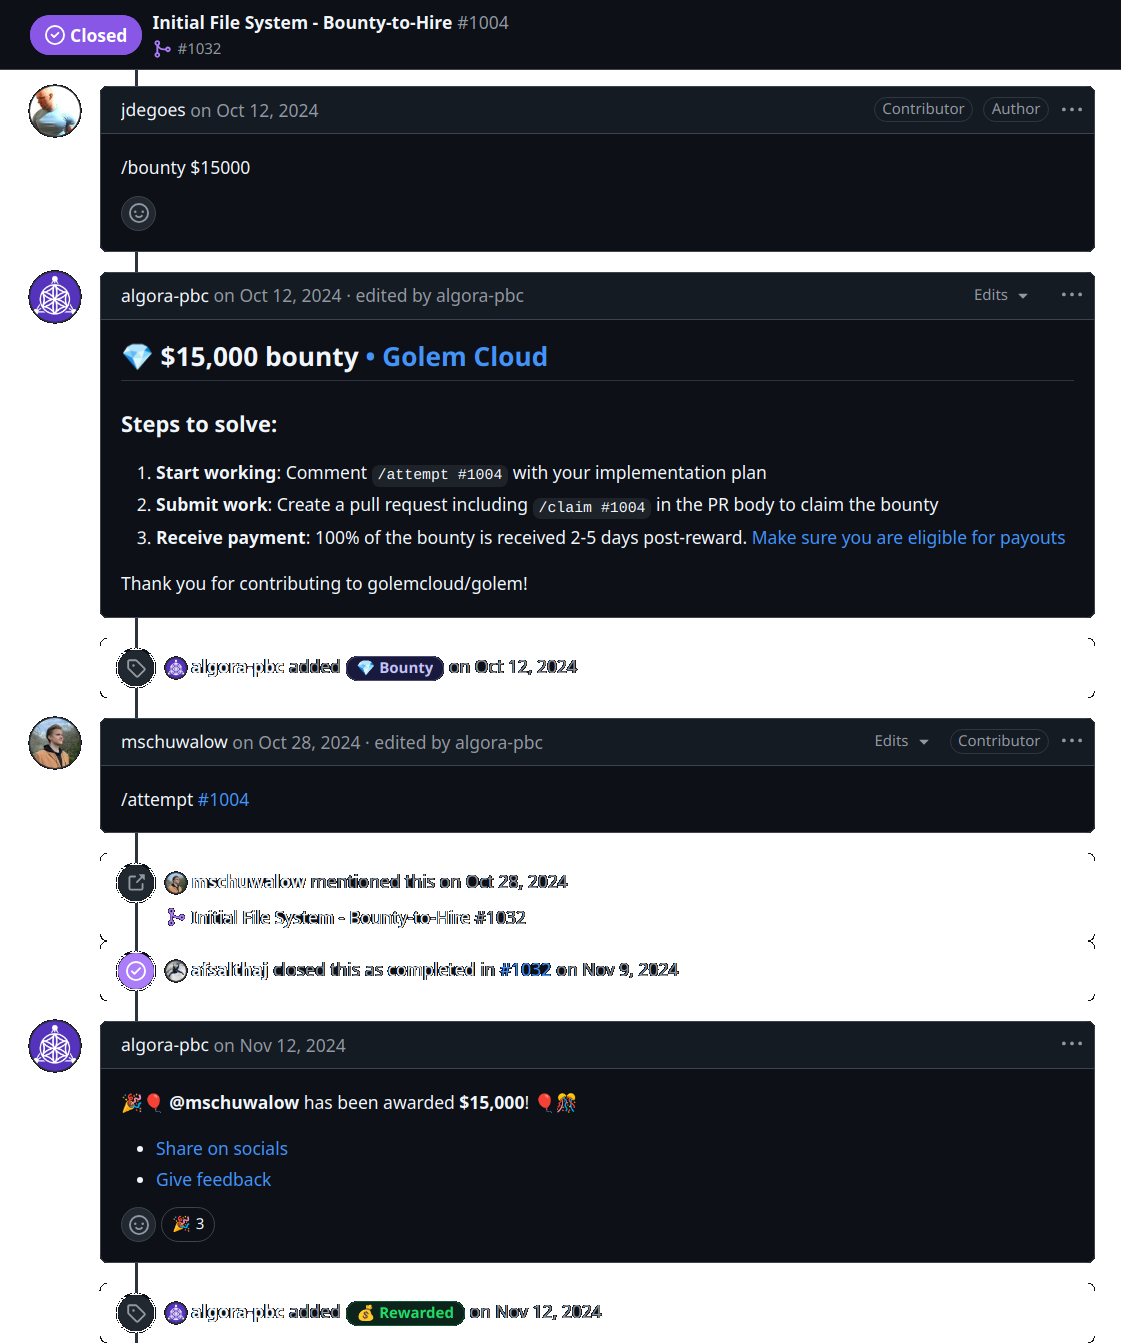 Closed
Initial File System - Bounty-to-Hire #1004
#1032
jdegoes on Oct 12, 2024
Contributor
Author
/bounty $15000
algora-pbc on Oct 12, 2024 · edited by algora-pbc
Edits
💎 $15,000 bounty • Golem Cloud
Steps to solve:
1. Start working: Comment /attempt #1004 with your implementation plan
2. Submit work: Create a pull request including /claim #1004 in the PR body to claim the bounty
3. Receive payment: 100% of the bounty is received 2-5 days post-reward. Make sure you are eligible for payouts
Thank you for contributing to golemcloud/golem!
algora-pbc added 💎 Bounty on Oct 12, 2024
mschuwalow on Oct 28, 2024 · edited by algora-pbc
Edits
Contributor
/attempt #1004
mschuwalow mentioned this on Oct 28, 2024
Initial File System - Bounty-to-Hire #1032
afsalthaj closed this as completed in #1032 on Nov 9, 2024
algora-pbc on Nov 12, 2024
🎉🎈 @mschuwalow has been awarded $15,000! 🎈🎊
• Share on socials
• Give feedback
🎉 3
algora-pbc added 💰 Rewarded on Nov 12, 2024